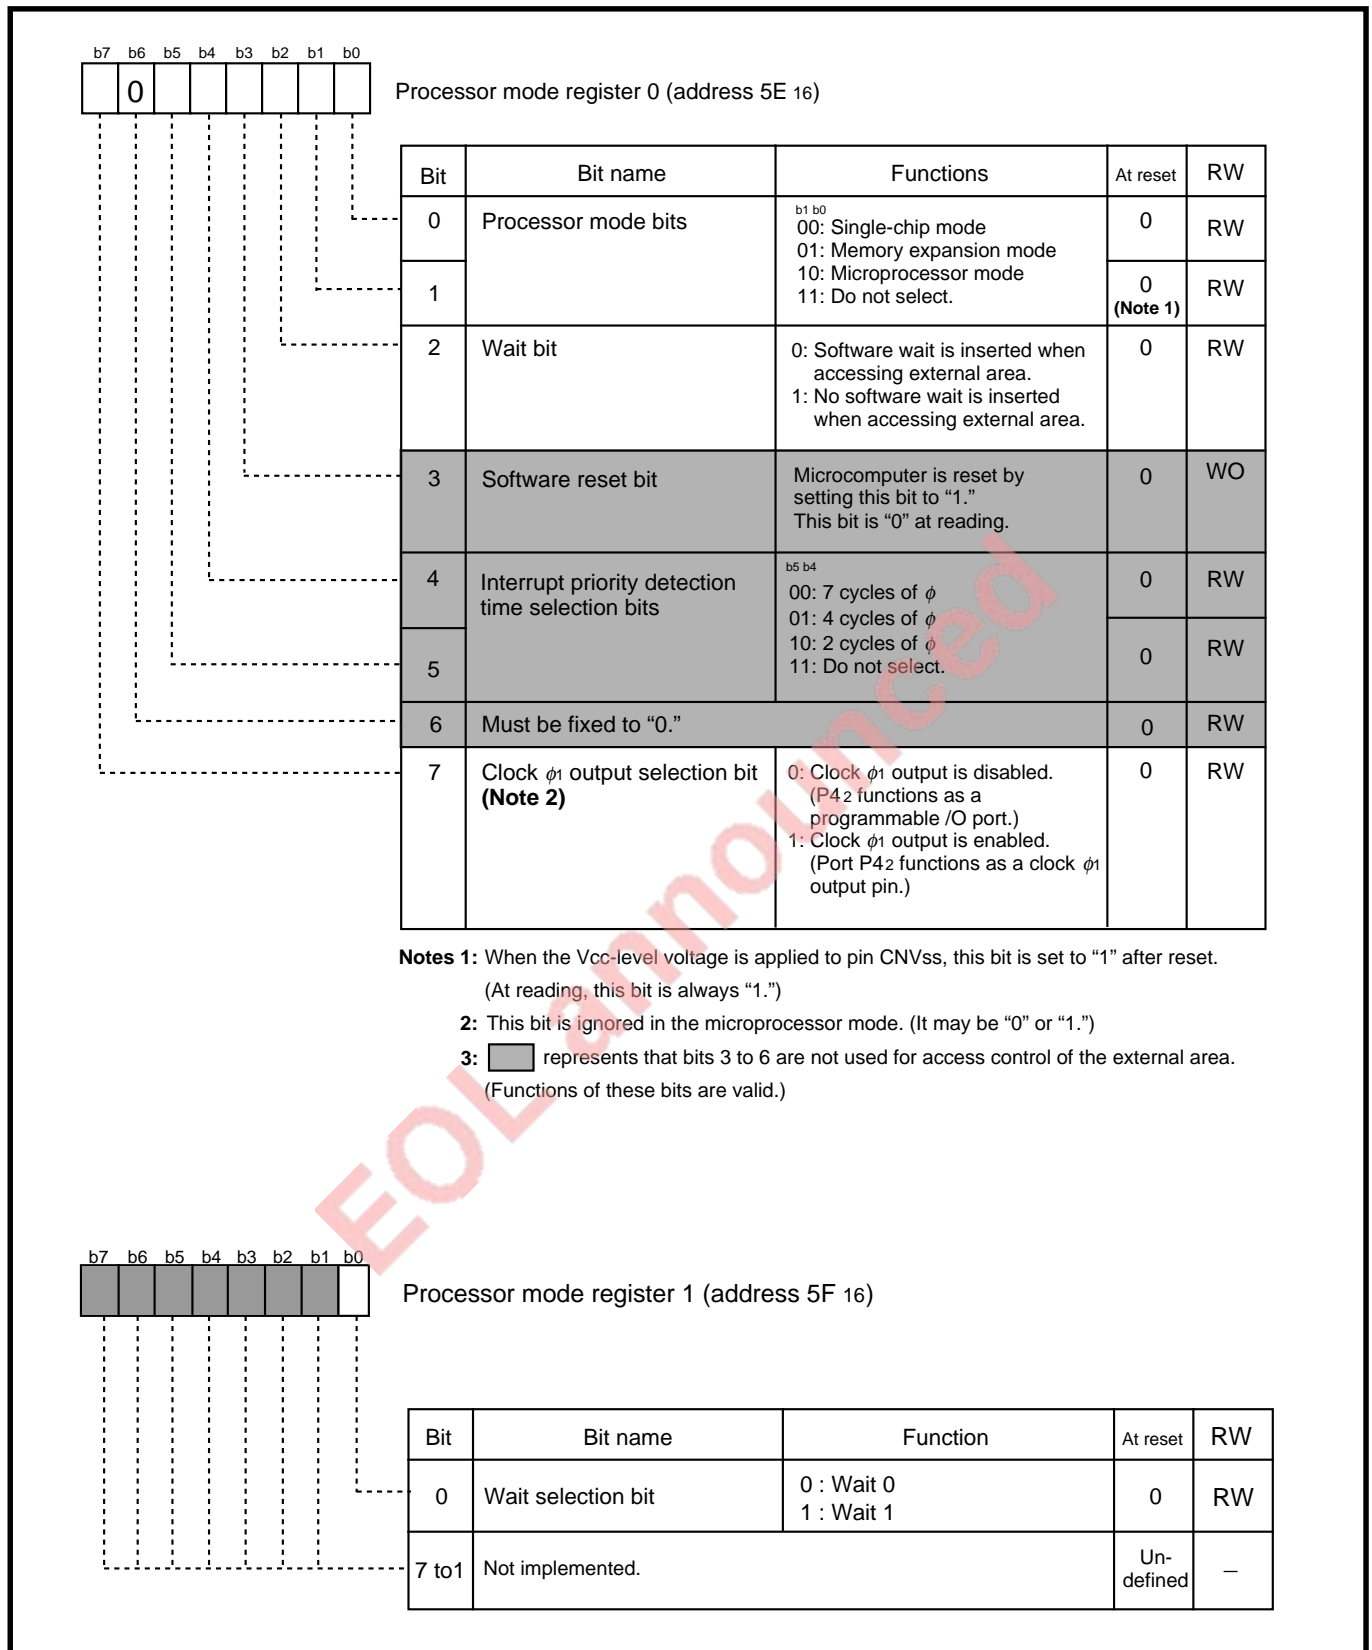 b7 b6 b5 b4 b3 b2 b1 b0
0
Processor mode register 0 (address 5E 16)
Bit Bit name Functions At reset RW
0 Processor mode bits b1 b0 0 RW
00: Single-chip mode
01: Memory expansion mode
10: Microprocessor mode
11: Do not select.
1 0 RW
(Note 1)
2 Wait bit 0: Software wait is inserted when 0 RW
accessing external area.
1: No software wait is inserted
when accessing external area.
3 Software reset bit Microcomputer is reset by 0 WO
setting this bit to “1.”
This bit is “0” at reading.
4 Interrupt priority detection b5 b4 0 RW
time selection bits 00: 7 cycles of ϕ
01: 4 cycles of ϕ
10: 2 cycles of ϕ
11: Do not select.
5 0 RW
6 Must be fixed to “0.” 0 RW
7 Clock ϕ1 output selection bit 0: Clock ϕ1 output is disabled. 0 RW
(Note 2) (P42 functions as a
programmable /O port.)
1: Clock ϕ1 output is enabled.
(Port P42 functions as a clock ϕ1
output pin.)
Notes 1: When the Vcc-level voltage is applied to pin CNVss, this bit is set to “1” after reset.
(At reading, this bit is always “1.”)
2: This bit is ignored in the microprocessor mode. (It may be “0” or “1.”)
3: represents that bits 3 to 6 are not used for access control of the external area.
(Functions of these bits are valid.)
EOL announced
b7 b6 b5 b4 b3 b2 b1 b0
Processor mode register 1 (address 5F 16)
Bit Bit name Function At reset RW
0 Wait selection bit 0 : Wait 0 0 RW
1 : Wait 1
7 to1 Not implemented. Un- –
defined